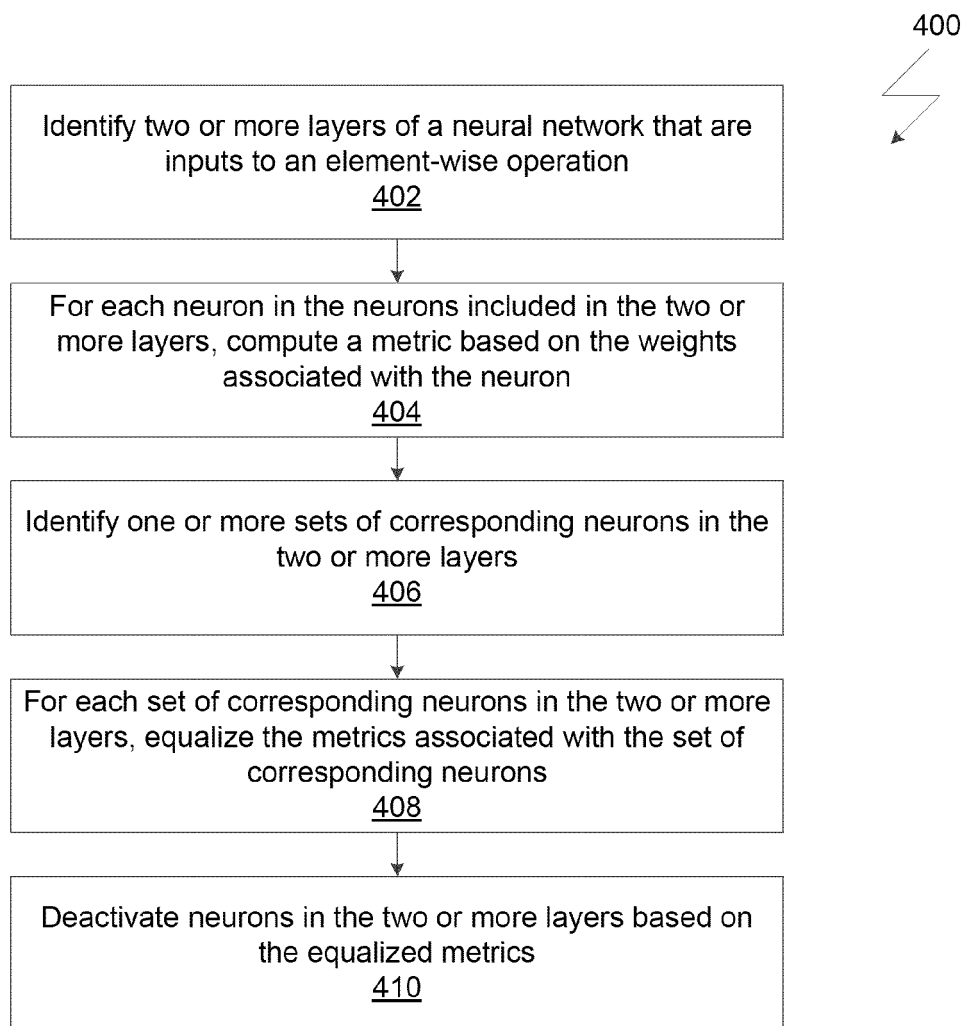 400
Identify two or more layers of a neural network that are
inputs to an element-wise operation
402
For each neuron in the neurons included in the two or
more layers, compute a metric based on the weights
associated with the neuron
404
Identify one or more sets of corresponding neurons in the
two or more layers
406
For each set of corresponding neurons in the two or more
layers, equalize the metrics associated with the set of
corresponding neurons
408
Deactivate neurons in the two or more layers based on
the equalized metrics
410